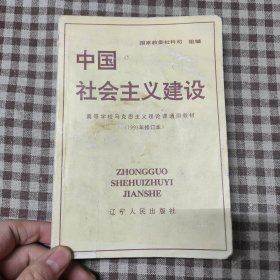 国家教委社科司 组编
中国
社会主义建设
高等学校马克思主义理论课通用教材
(1993年修订本)
ZHONGGUO
SHEHUIZHUYI
JIANSHE
辽宁人民出版社